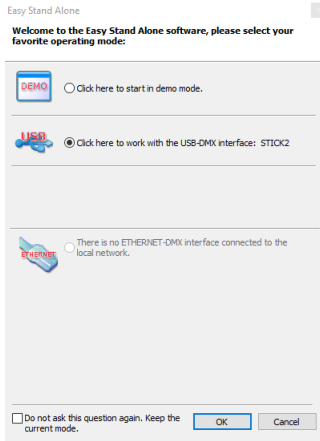 Easy Stand Alone
Welcome to the Easy Stand Alone software, please select your
favorite operating mode:
DEMO
Click here to start in demo mode.
USB
Click here to work with the USB-DMX interface: STICK2
ETHERNET
There is no ETHERNET-DMX interface connected to the
local network.
Do not ask this question again. Keep the
current mode.
OK
Cancel